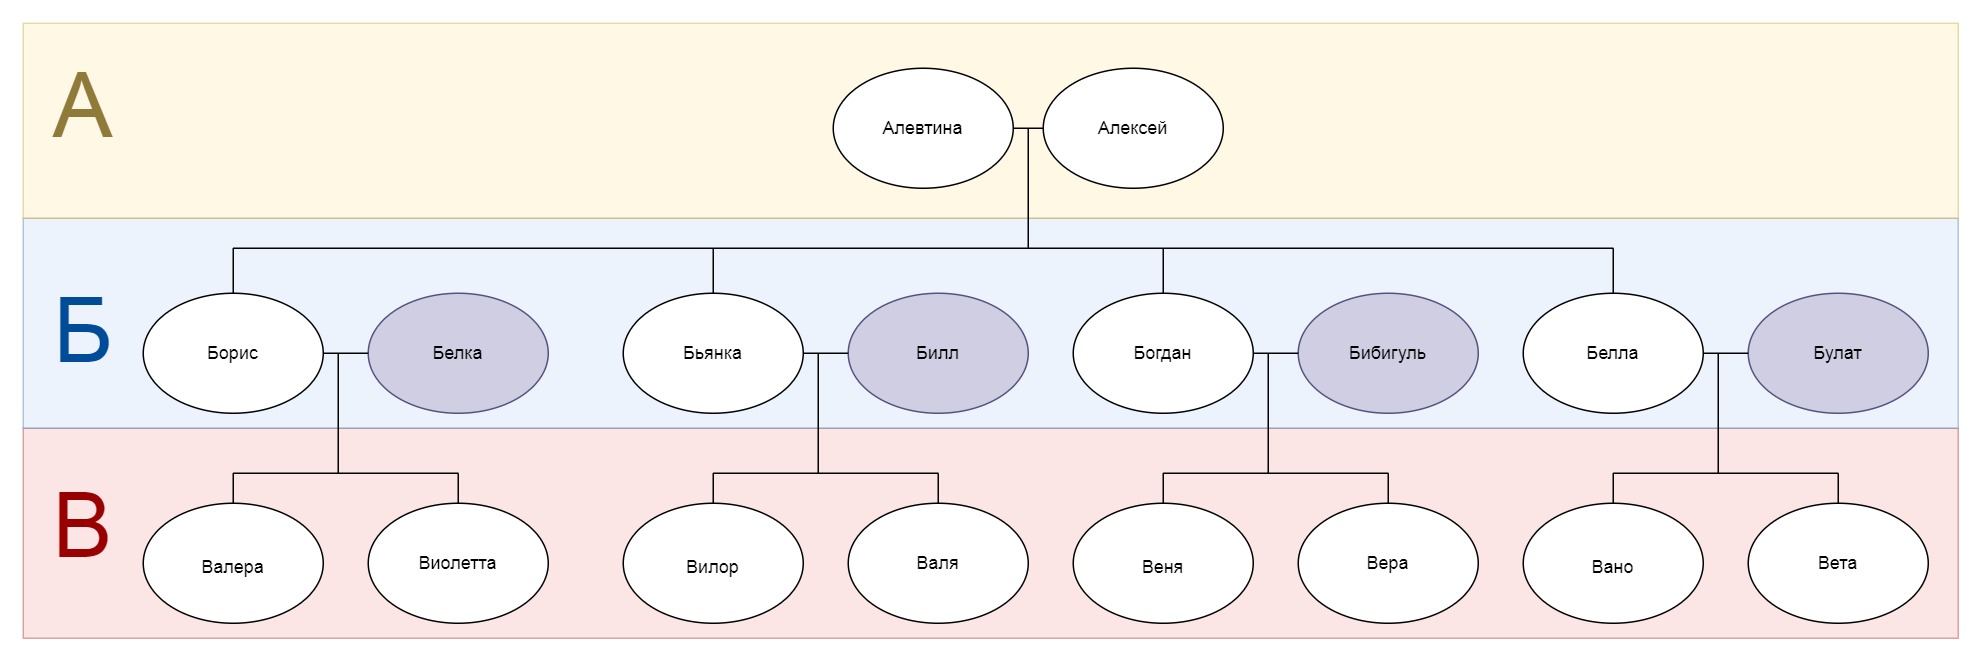 А
Алевтина
Алексей
Б
Борис
Белка
Бьянка
Билл
Богдан
Бибигуль
Белла
Булат
В
Валера
Виолетта
Вилор
Валя
Веня
Вера
Вано
Вета